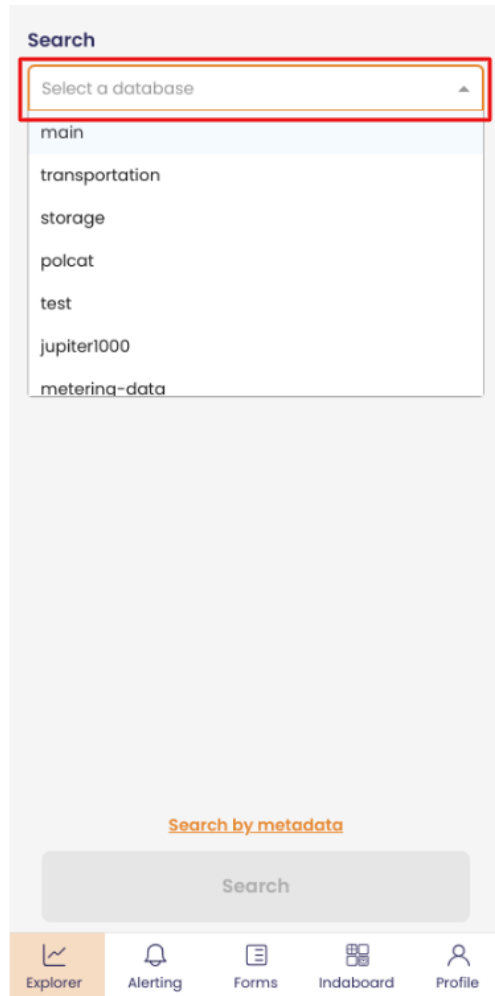 Search
Select a database
main
transportation
storage
polcat
test
jupiter1000
metering-data
Search by metadata
Search
Explorer Alerting Forms Indaboard Profile